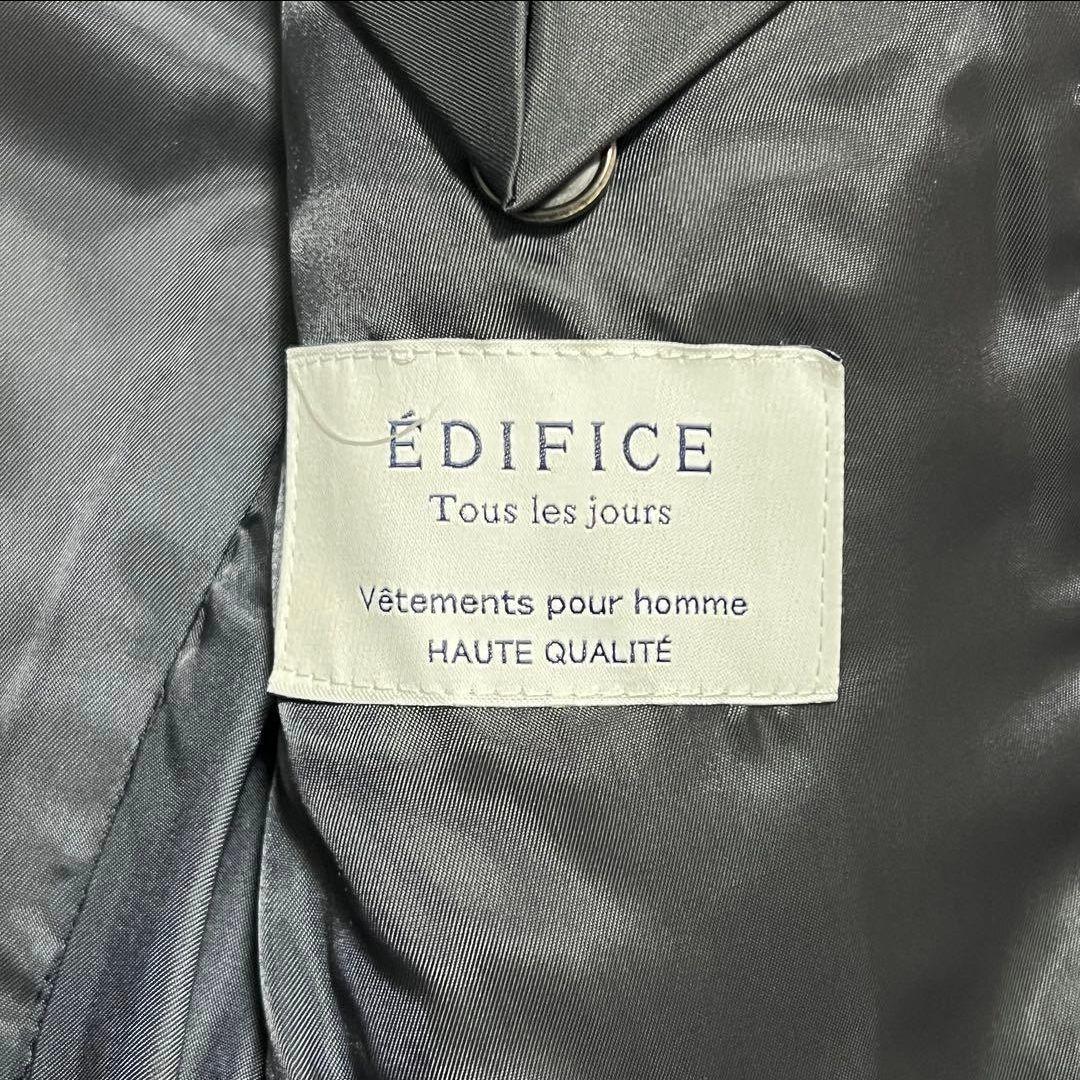 ÉDIFICE
Tous les jours
Vêtements pour homme
HAUTE QUALITÉ